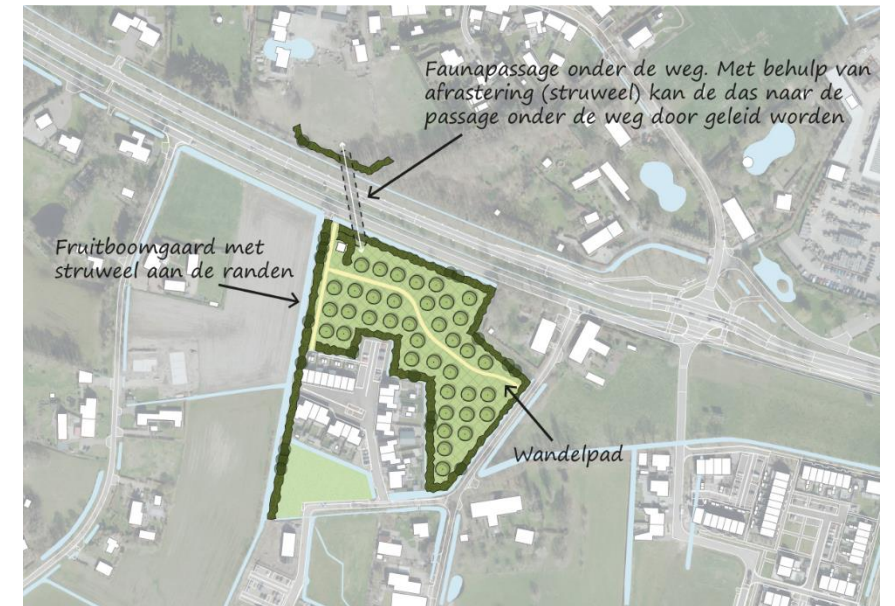 Faunapassage onder de weg. Met behulp van
afrastering (struweel) kan de das naar de
passage onder de weg door geleid worden
Fruitboomgaard met
struweel aan de randen
Wandelpad